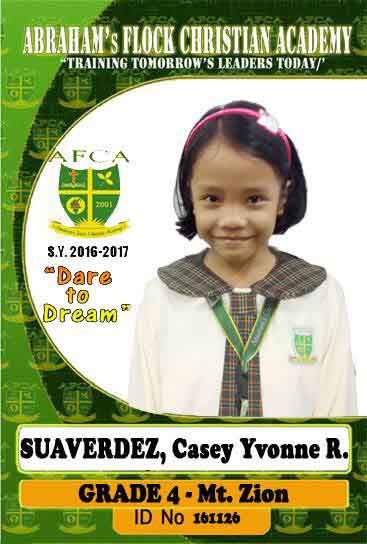 ABRAHAM's FLOCK CHRISTIAN ACADEMY
“TRAINING TOMORROW'S LEADERS TODAY!'
AFCA
2001
S.Y. 2016-2017
“Dare
to
Dream”
SUAVERDEZ, Casey Yvonne R.
GRADE 4 - Mt. Zion
ID No 161126